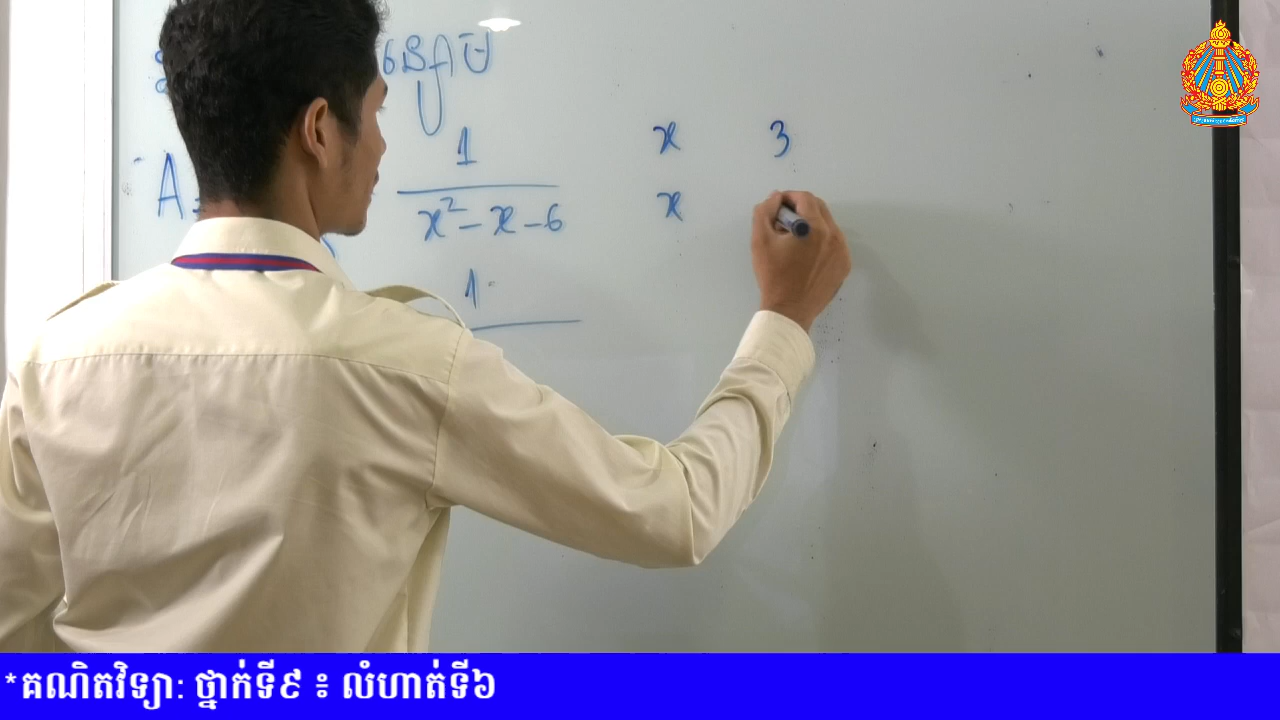 A
1
x² - x - 6
x 3
x
1
*គណិតវិទ្យា: ថ្នាក់ទី៩ ៖ លំហាត់ទី៦